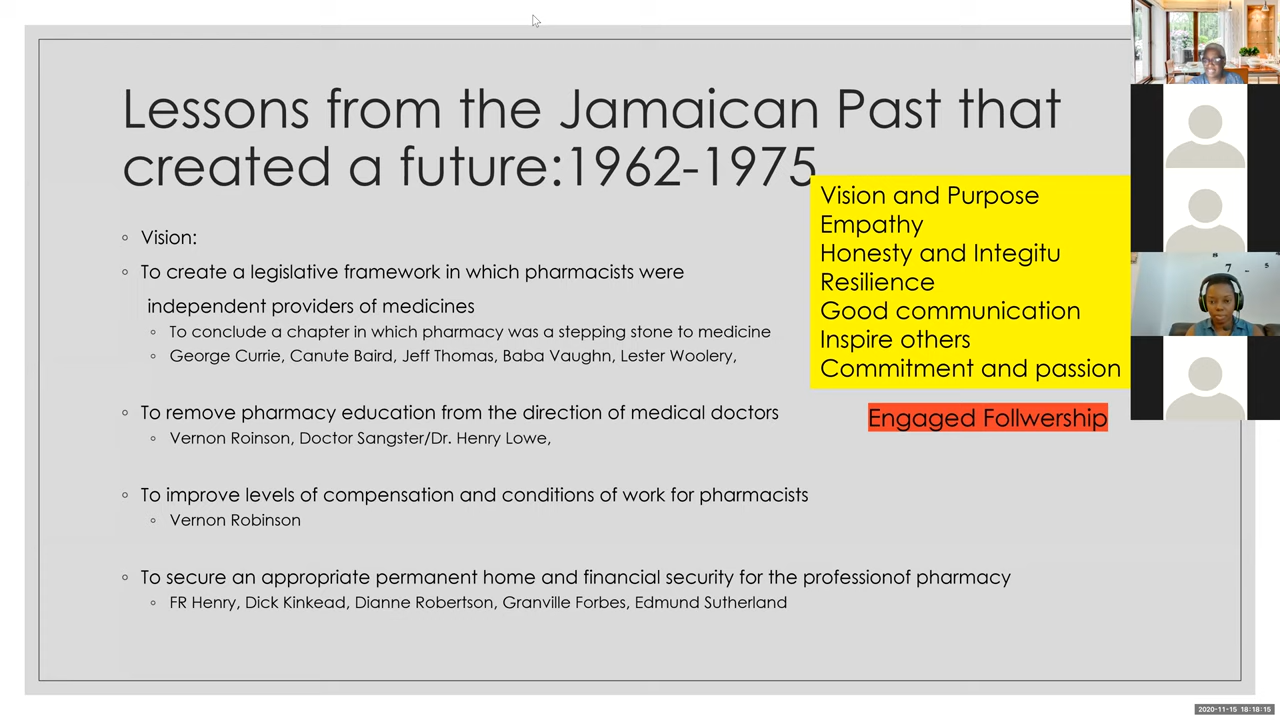 Lessons from the Jamaican Past that
created a future:1962-1975
Vision:
To create a legislative framework in which pharmacists were
independent providers of medicines
To conclude a chapter in which pharmacy was a stepping stone to medicine
George Currie, Canute Baird, Jeff Thomas, Baba Vaughn, Lester Woolery,
To remove pharmacy education from the direction of medical doctors
Vernon Roinson, Doctor Sangster/Dr. Henry Lowe,
To improve levels of compensation and conditions of work for pharmacists
Vernon Robinson
To secure an appropriate permanent home and financial security for the professionof pharmacy
FR Henry, Dick Kinkead, Dianne Robertson, Granville Forbes, Edmund Sutherland
Vision and Purpose
Empathy
Honesty and Integitu
Resilience
Good communication
Inspire others
Commitment and passion
Engaged Follwership
2020-11-15 18:18:15